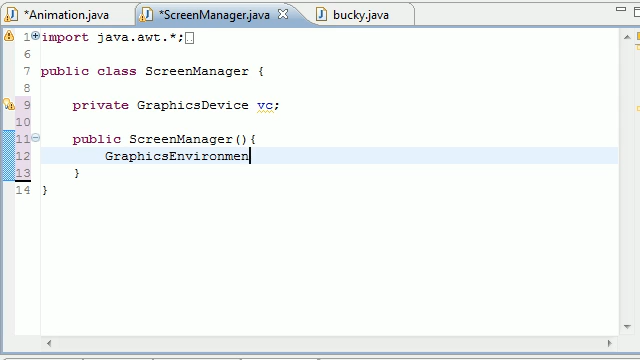 *Animation.java
*ScreenManager.java
bucky.java
1 import java.awt.*;
6
7 public class ScreenManager {
8
9 private GraphicsDevice vc;
10
11 public ScreenManager(){
12 GraphicsEnvironmen
13 }
14 }